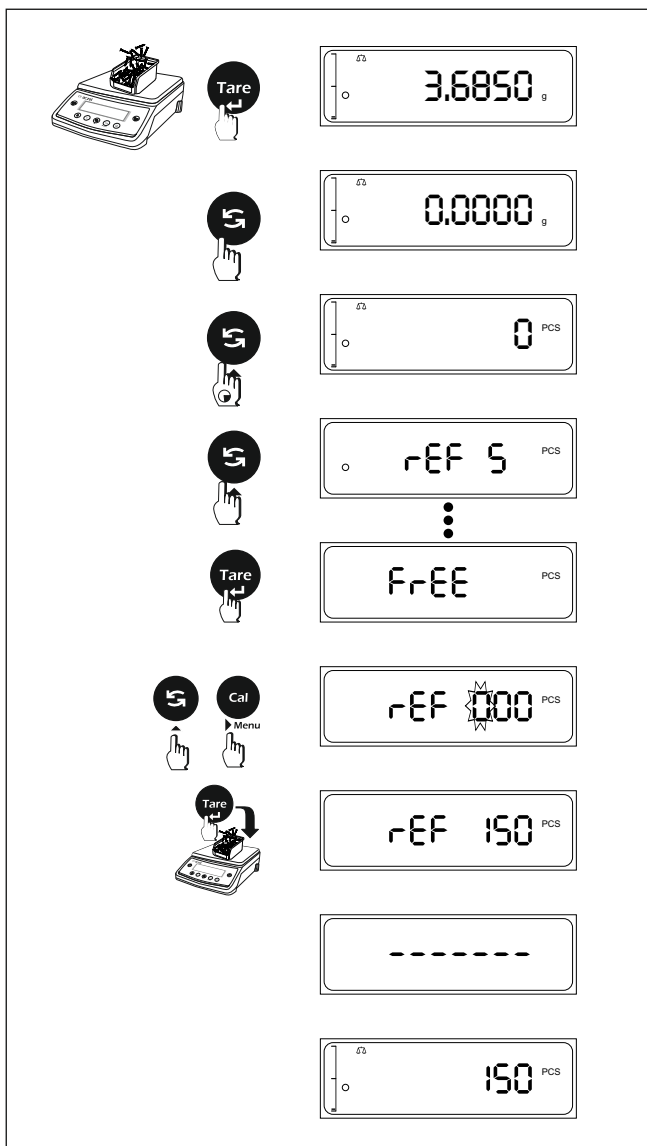 Tare
3.6850 g
0.0000 g
0 PCS
rEF 5 PCS
Tare
FrEE PCS
Cal
Menu
rEF 000 PCS
Tare
rEF 150 PCS
-------
150 PCS